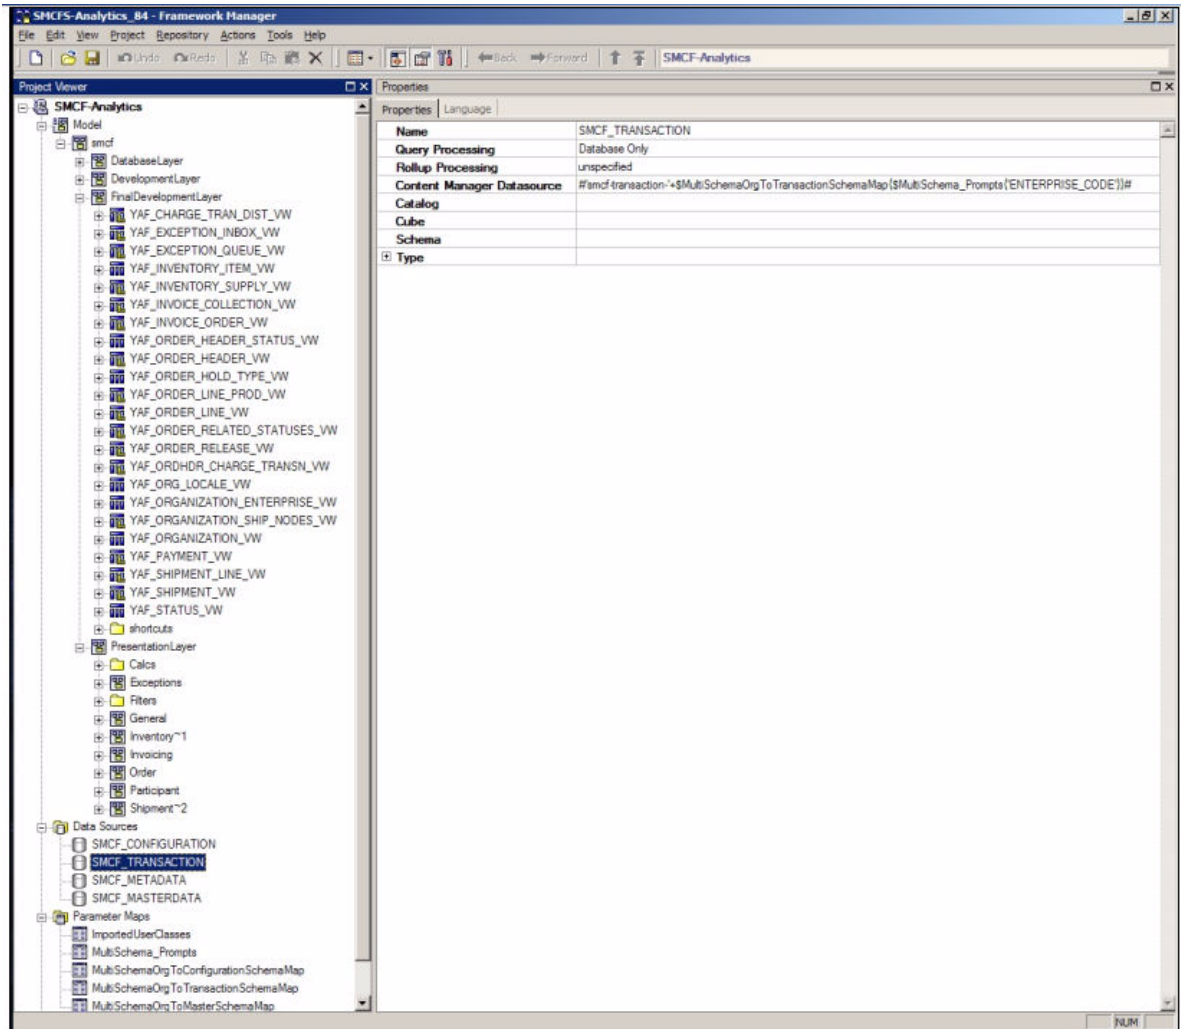 SMCFS-Analytics_84 - Framework Manager
File Edit View Project Repository Actions Tools Help
Undo Redo Back Forward SMCF-Analytics
Project Viewer
SMCF-Analytics
Model
smcf
DatabaseLayer
DevelopmentLayer
FinalDevelopmentLayer
YAF_CHARGE_TRAN_DIST_VW
YAF_EXCEPTION_INBOX_VW
YAF_EXCEPTION_QUEUE_VW
YAF_INVENTORY_ITEM_VW
YAF_INVENTORY_SUPPLY_VW
YAF_INVOICE_COLLECTION_VW
YAF_INVOICE_ORDER_VW
YAF_ORDER_HEADER_STATUS_VW
YAF_ORDER_HEADER_VW
YAF_ORDER_HOLD_TYPE_VW
YAF_ORDER_LINE_PROD_VW
YAF_ORDER_LINE_VW
YAF_ORDER_RELATED_STATUSES_VW
YAF_ORDER_RELEASE_VW
YAF_ORDHDR_CHARGE_TRANSN_VW
YAF_ORG_LOCALE_VW
YAF_ORGANIZATION_ENTERPRISE_VW
YAF_ORGANIZATION_SHIP_NODES_VW
YAF_ORGANIZATION_VW
YAF_PAYMENT_VW
YAF_SHIPMENT_LINE_VW
YAF_SHIPMENT_VW
YAF_STATUS_VW
shortcuts
PresentationLayer
Calcs
Exceptions
Filters
General
Inventory~1
Invoicing
Order
Participant
Shipment~2
Data Sources
SMCF_CONFIGURATION
SMCF_TRANSACTION
SMCF_METADATA
SMCF_MASTERDATA
Parameter Maps
ImportedUserClasses
MultiSchema_Prompts
MultiSchemaOrgToConfigurationSchemaMap
MultiSchemaOrgToTransactionSchemaMap
MultiSchemaOrgToMasterSchemaMap
Properties
Properties Language
Name SMCF_TRANSACTION
Query Processing Database Only
Rollup Processing unspecified
Content Manager Datasource #'smcf-transaction-'+$MultiSchemaOrgToTransactionSchemaMap{$MultiSchema_Prompts{'ENTERPRISE_CODE'}}#
Catalog
Cube
Schema
Type
NUM